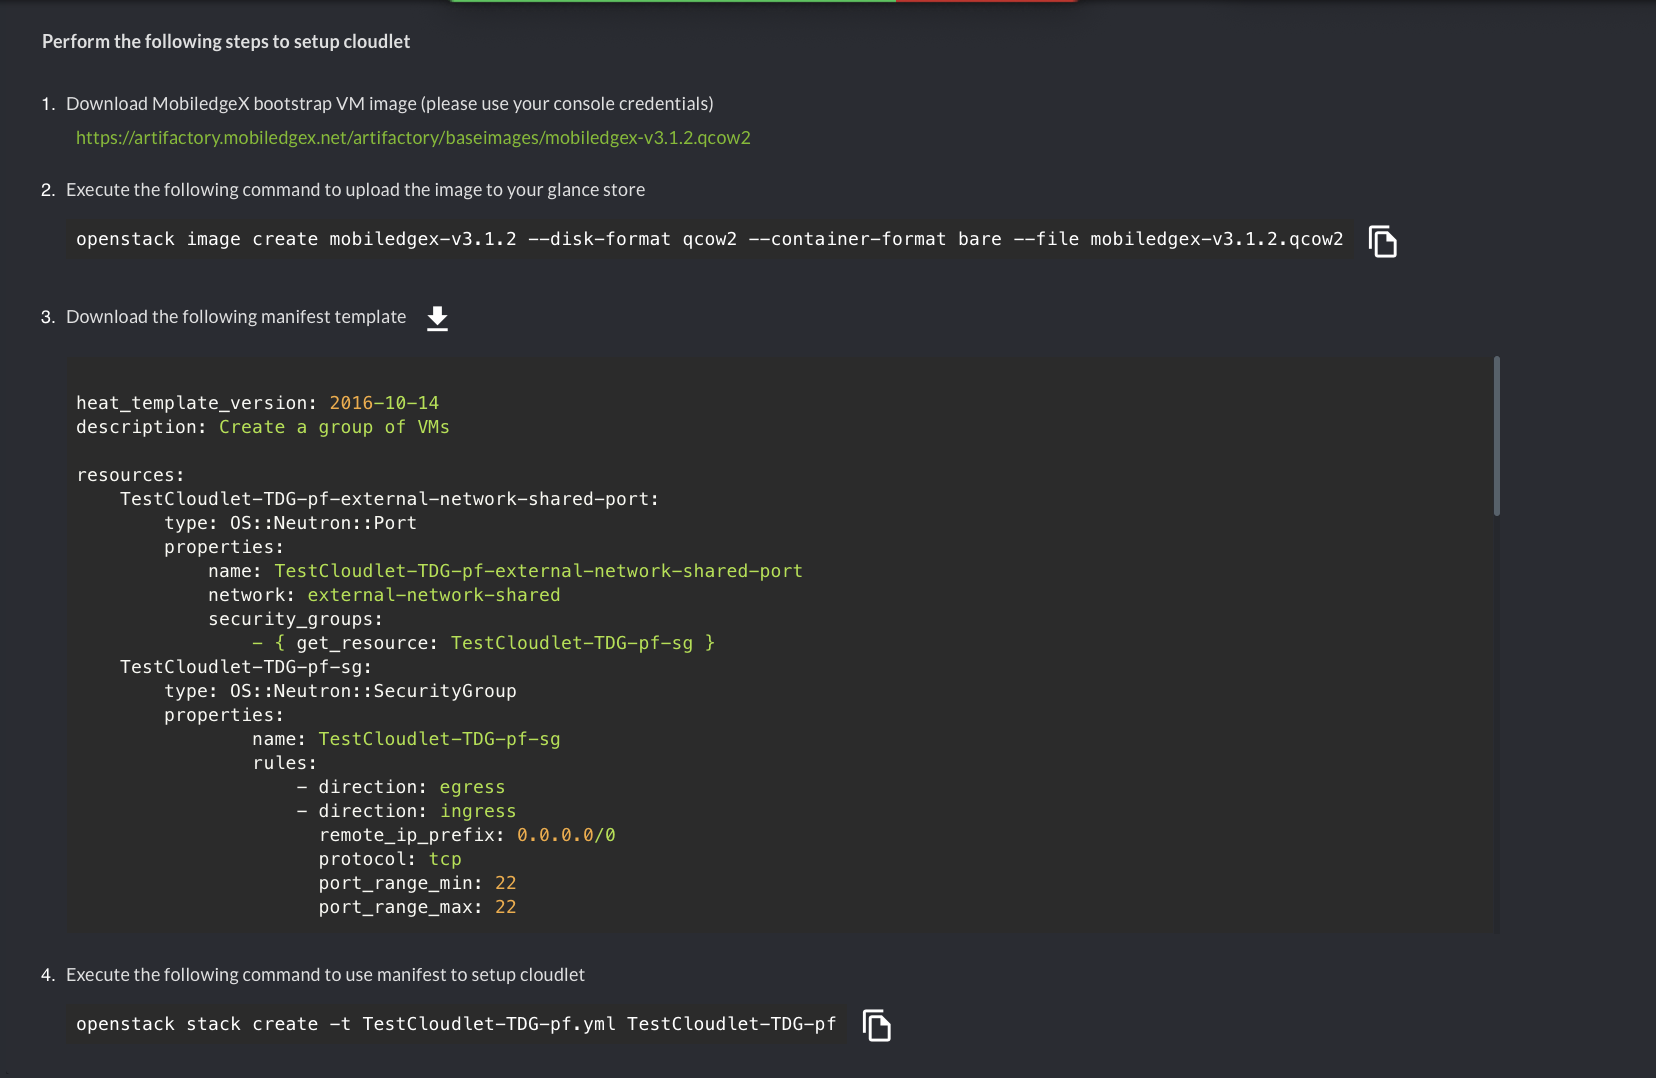 Perform the following steps to setup cloudlet
1. Download MobiledgeX bootstrap VM image (please use your console credentials)
https://artifactory.mobiledgex.net/artifactory/baseimages/mobiledgex-v3.1.2.qcow2
2. Execute the following command to upload the image to your glance store
openstack image create mobiledgex-v3.1.2 --disk-format qcow2 --container-format bare --file mobiledgex-v3.1.2.qcow2
3. Download the following manifest template
heat_template_version: 2016-10-14
description: Create a group of VMs
resources:
TestCloudlet-TDG-pf-external-network-shared-port:
type: OS::Neutron::Port
properties:
name: TestCloudlet-TDG-pf-external-network-shared-port
network: external-network-shared
security_groups:
- { get_resource: TestCloudlet-TDG-pf-sg }
TestCloudlet-TDG-pf-sg:
type: OS::Neutron::SecurityGroup
properties:
name: TestCloudlet-TDG-pf-sg
rules:
- direction: egress
- direction: ingress
remote_ip_prefix: 0.0.0.0/0
protocol: tcp
port_range_min: 22
port_range_max: 22
4. Execute the following command to use manifest to setup cloudlet
openstack stack create -t TestCloudlet-TDG-pf.yml TestCloudlet-TDG-pf